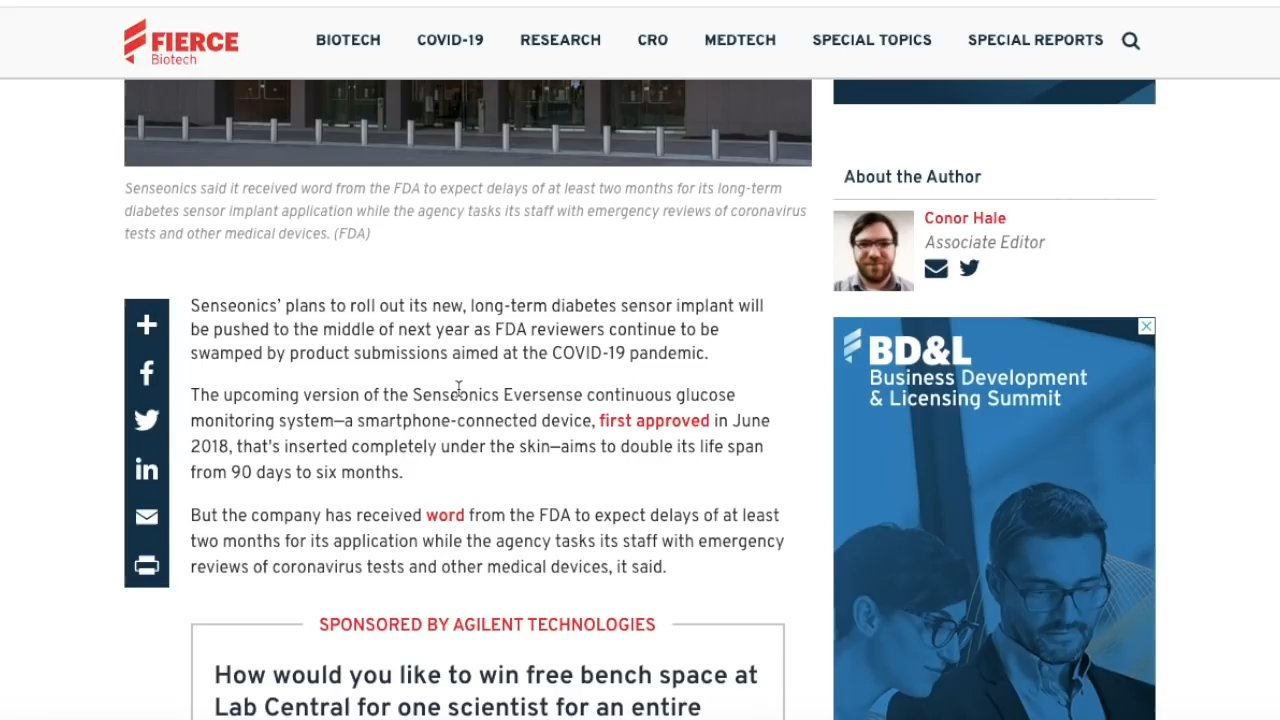 FIERCE
Biotech
BIOTECH COVID-19 RESEARCH CRO MEDTECH SPECIAL TOPICS SPECIAL REPORTS
Senseonics said it received word from the FDA to expect delays of at least two months for its long-term
diabetes sensor implant application while the agency tasks its staff with emergency reviews of coronavirus
tests and other medical devices. (FDA)
Senseonics’ plans to roll out its new, long-term diabetes sensor implant will
be pushed to the middle of next year as FDA reviewers continue to be
swamped by product submissions aimed at the COVID-19 pandemic.
The upcoming version of the Senseonics Eversense continuous glucose
monitoring system—a smartphone-connected device, first approved in June
2018, that's inserted completely under the skin—aims to double its life span
from 90 days to six months.
But the company has received word from the FDA to expect delays of at least
two months for its application while the agency tasks its staff with emergency
reviews of coronavirus tests and other medical devices, it said.
SPONSORED BY AGILENT TECHNOLOGIES
How would you like to win free bench space at
Lab Central for one scientist for an entire
About the Author
Conor Hale
Associate Editor
BD&L
Business Development
& Licensing Summit